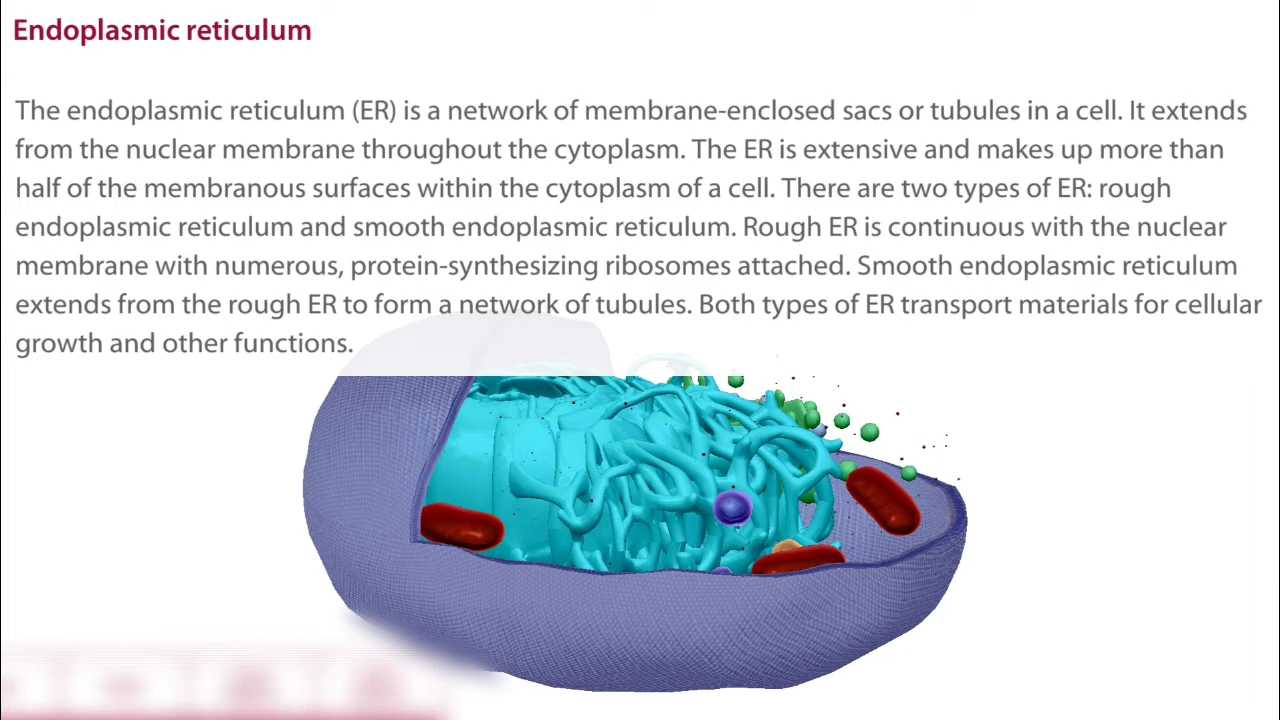 Endoplasmic reticulum
The endoplasmic reticulum (ER) is a network of membrane-enclosed sacs or tubules in a cell. It extends
from the nuclear membrane throughout the cytoplasm. The ER is extensive and makes up more than
half of the membranous surfaces within the cytoplasm of a cell. There are two types of ER: rough
endoplasmic reticulum and smooth endoplasmic reticulum. Rough ER is continuous with the nuclear
membrane with numerous, protein-synthesizing ribosomes attached. Smooth endoplasmic reticulum
extends from the rough ER to form a network of tubules. Both types of ER transport materials for cellular
growth and other functions.